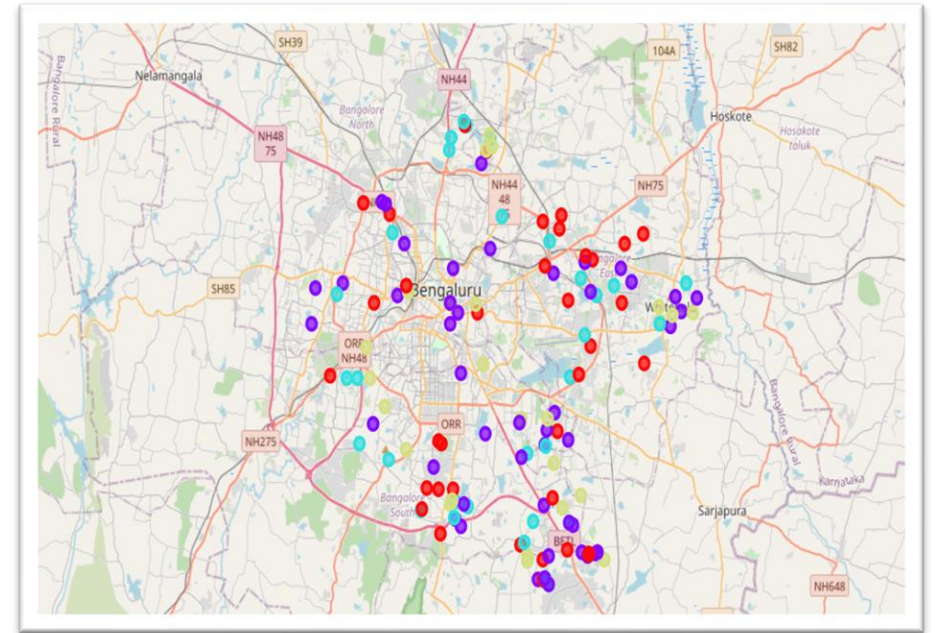 SH39
104A
SH82
Nelamangala
NH44
Bangalore Rural
Bangalore
North
Hoskote
Hosakote
taluk
NH48
75
NH44
48
NH75
SH85
Bengaluru
ORR
NH48
ORR
NH275
Bangalore Rural
Karnataka
Bangalore
South
Sarjapura
NH648